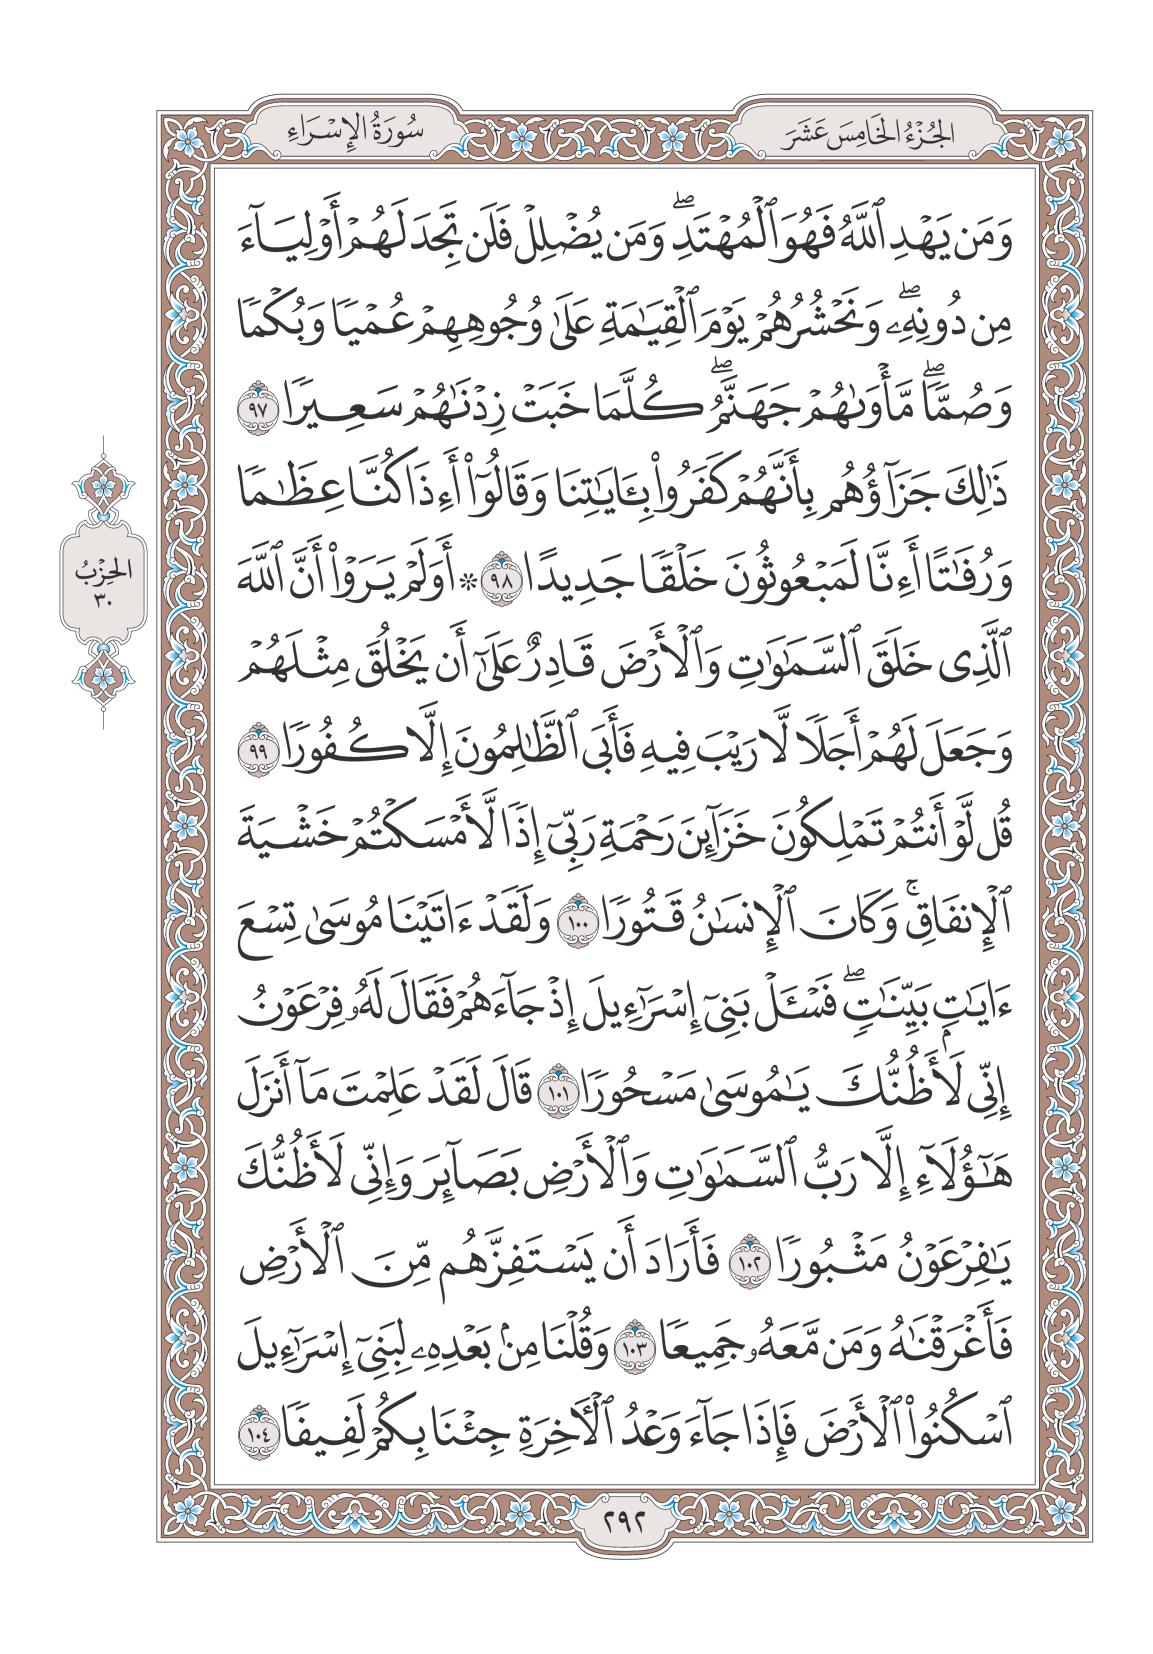 الجُزْءُ الخَامِسَ عَشَرَ
سُورَةُ الإِسْرَاءِ
وَمَن يَهْدِ ٱللَّهُ فَهُوَ ٱلْمُهْتَدِۖ وَمَن يُضْلِلْ فَلَن تَجِدَ لَهُمْ أَوْلِيَآءَ
مِن دُونِهِۦۖ وَنَحْشُرُهُمْ يَوْمَ ٱلْقِيَٰمَةِ عَلَىٰ وُجُوهِهِمْ عُمْيًا وَبُكْمًا
وَصُمًّاۖ مَّأْوَىٰهُمْ جَهَنَّمُۖ كُلَّمَا خَبَتْ زِدْنَٰهُمْ سَعِيرًا ٩٧
ذَٰلِكَ جَزَآؤُهُم بِأَنَّهُمْ كَفَرُوا۟ بِـَٔايَٰتِنَا وَقَالُوٓا۟ أَءِذَا كُنَّا عِظَٰمًا
وَرُفَٰتًا أَءِنَّا لَمَبْعُوثُونَ خَلْقًا جَدِيدًا ٩٨ ۞ أَوَلَمْ يَرَوْا۟ أَنَّ ٱللَّهَ
ٱلَّذِى خَلَقَ ٱلسَّمَٰوَٰتِ وَٱلْأَرْضَ قَادِرٌ عَلَىٰٓ أَن يَخْلُقَ مِثْلَهُمْ
وَجَعَلَ لَهُمْ أَجَلًا لَّا رَيْبَ فِيهِ فَأَبَى ٱلظَّٰلِمُونَ إِلَّا كُفُورًا ٩٩
قُل لَّوْ أَنتُمْ تَمْلِكُونَ خَزَآئِنَ رَحْمَةِ رَبِّىٓ إِذًا لَّأَمْسَكْتُمْ خَشْيَةَ
ٱلْإِنفَاقِۚ وَكَانَ ٱلْإِنسَٰنُ قَتُورًا ١٠٠ وَلَقَدْ ءَاتَيْنَا مُوسَىٰ تِسْعَ
ءَايَٰتٍۭ بَيِّنَٰتٍۖ فَسْـَٔلْ بَنِىٓ إِسْرَٰٓءِيلَ إِذْ جَآءَهُمْ فَقَالَ لَهُۥ فِرْعَوْنُ
إِنِّى لَأَظُنُّكَ يَٰمُوسَىٰ مَسْحُورًا ١٠١ قَالَ لَقَدْ عَلِمْتَ مَآ أَنزَلَ
هَٰٓؤُلَآءِ إِلَّا رَبُّ ٱلسَّمَٰوَٰتِ وَٱلْأَرْضِ بَصَآئِرَ وَإِنِّى لَأَظُنُّكَ
يَٰفِرْعَوْنُ مَثْبُورًا ١٠٢ فَأَرَادَ أَن يَسْتَفِزَّهُم مِّنَ ٱلْأَرْضِ
فَأَغْرَقْنَٰهُ وَمَن مَّعَهُۥ جَمِيعًا ١٠٣ وَقُلْنَا مِنۢ بَعْدِهِۦ لِبَنِىٓ إِسْرَٰٓءِيلَ
ٱسْكُنُوا۟ ٱلْأَرْضَ فَإِذَا جَآءَ وَعْدُ ٱلْـَٔاخِرَةِ جِئْنَا بِكُمْ لَفِيفًا ١٠٤
الحِزْبُ
٣٠
٢٩٢